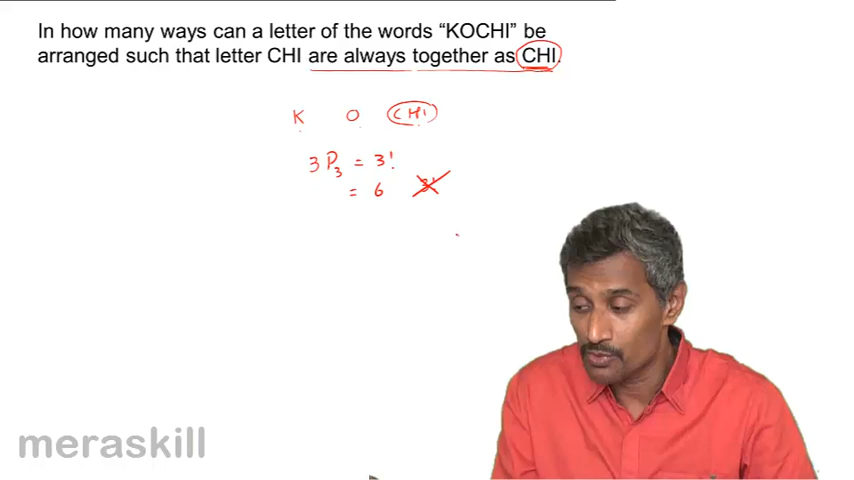 In how many ways can a letter of the words “KOCHI” be
arranged such that letter CHI are always together as CHI.
K O CHI
3P3 = 3!
= 6 3!
meraskill